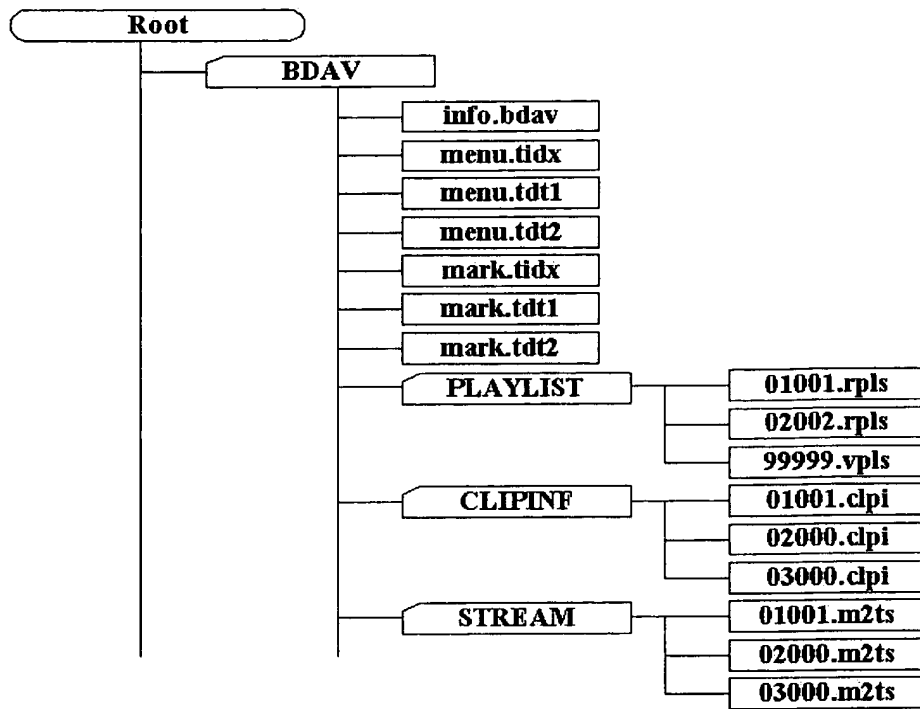 Root
BDAV
info.bdav
menu.tidx
menu.tdt1
menu.tdt2
mark.tidx
mark.tdt1
mark.tdt2
PLAYLIST
01001.rpls
02002.rpls
99999.vpls
CLIPINF
01001.clpi
02000.clpi
03000.clpi
STREAM
01001.m2ts
02000.m2ts
03000.m2ts